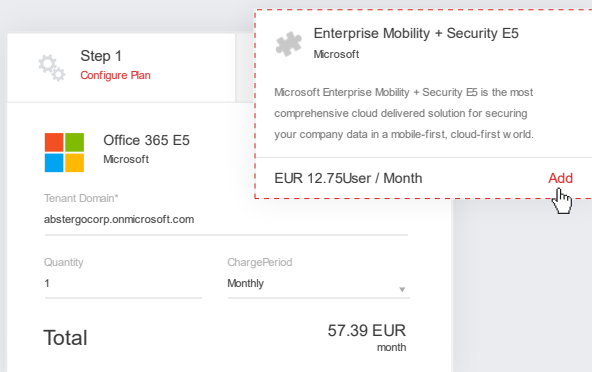 Enterprise Mobility + Security E5
Microsoft
Microsoft Enterprise Mobility + Security E5 is the most
comprehensive cloud delivered solution for securing
your company data in a mobile-first, cloud-first world.
EUR 12.75User / Month
Add
Step 1
Configure Plan
Office 365 E5
Microsoft
Tenant Domain*
abstergocorp.onmicrosoft.com
Quantity
ChargePeriod
1
Monthly
Total
57.39 EUR
month